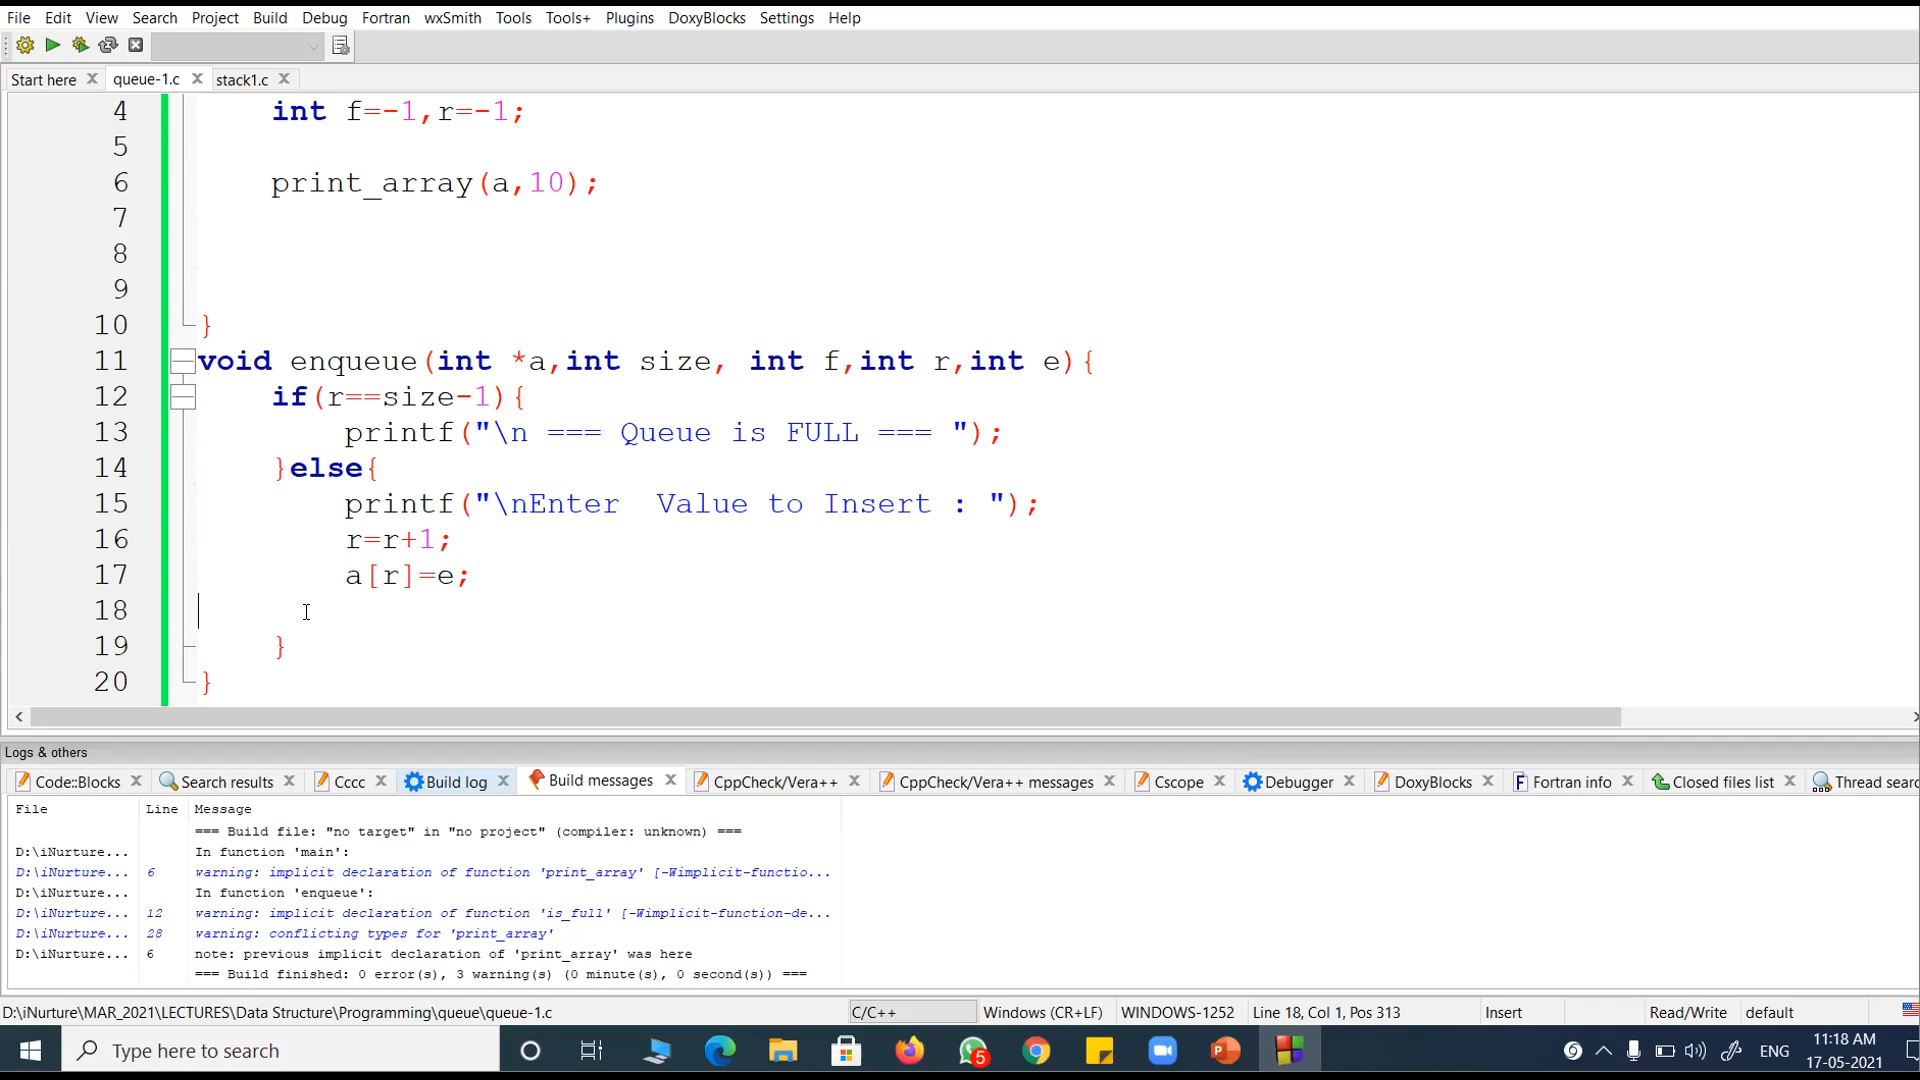 File Edit View Search Project Build Debug Fortran wxSmith Tools Tools+ Plugins DoxyBlocks Settings Help
Start here queue-1.c stack1.c
4 int f=-1,r=-1;
5
6 print_array(a,10);
7
8
9
10 }
11 void enqueue(int *a,int size, int f,int r,int e){
12 if(r==size-1){
13 printf("\n === Queue is FULL === ");
14 }else{
15 printf("\nEnter  Value to Insert : ");
16 r=r+1;
17 a[r]=e;
18
19 }
20 }
Logs & others
Code::Blocks Search results Cccc Build log Build messages CppCheck/Vera++ CppCheck/Vera++ messages Cscope Debugger DoxyBlocks Fortran info Closed files list Thread searc
File Line Message
=== Build file: "no target" in "no project" (compiler: unknown) ===
D:\iNurture... In function 'main':
D:\iNurture... 6 warning: implicit declaration of function 'print_array' [-Wimplicit-functio...
D:\iNurture... In function 'enqueue':
D:\iNurture... 12 warning: implicit declaration of function 'is_full' [-Wimplicit-function-de...
D:\iNurture... 28 warning: conflicting types for 'print_array'
D:\iNurture... 6 note: previous implicit declaration of 'print_array' was here
=== Build finished: 0 error(s), 3 warning(s) (0 minute(s), 0 second(s)) ===
D:\iNurture\MAR_2021\LECTURES\Data Structure\Programming\queue\queue-1.c C/C++ Windows (CR+LF) WINDOWS-1252 Line 18, Col 1, Pos 313 Insert Read/Write default
Type here to search 5 ENG 11:18 AM
17-05-2021